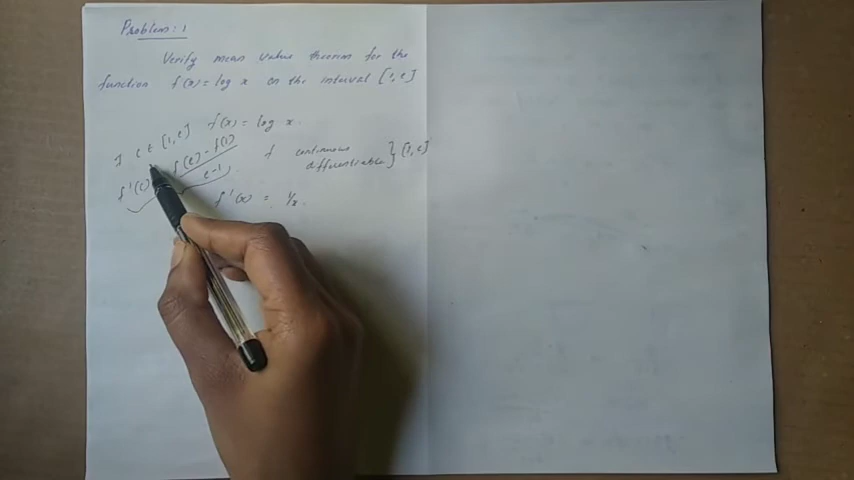 Problem: 1
Verify mean value theorem for the
function f(x) = log x on the interval [1, e]
f(x) = log x.
∃ c ∈ [1, e]
f'(c) f(e) - f(1)
e-1
f continuous
differentiable } [1, e]
f'(x) = 1/x.